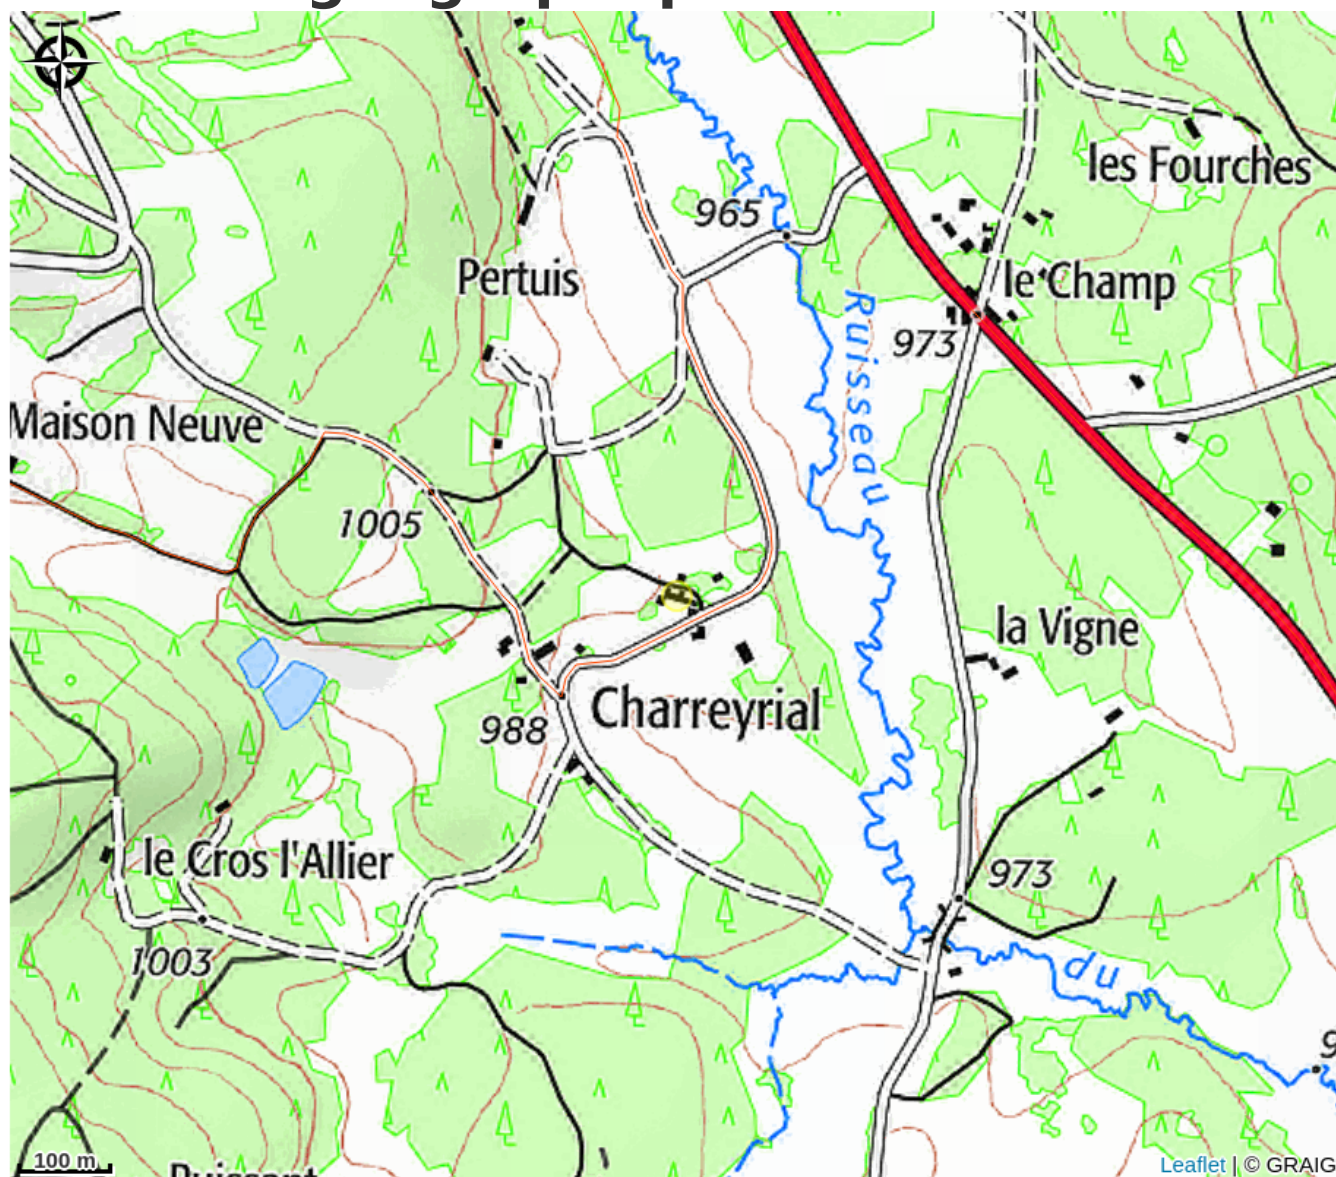 les Fourches
965
Pertuis
le Champ
Ruisseau
973
Maison Neuve
1005
la Vigne
Charreyrial
988
le Cros l'Allier
973
1003
du
100 m
Leaflet | © GRAIG